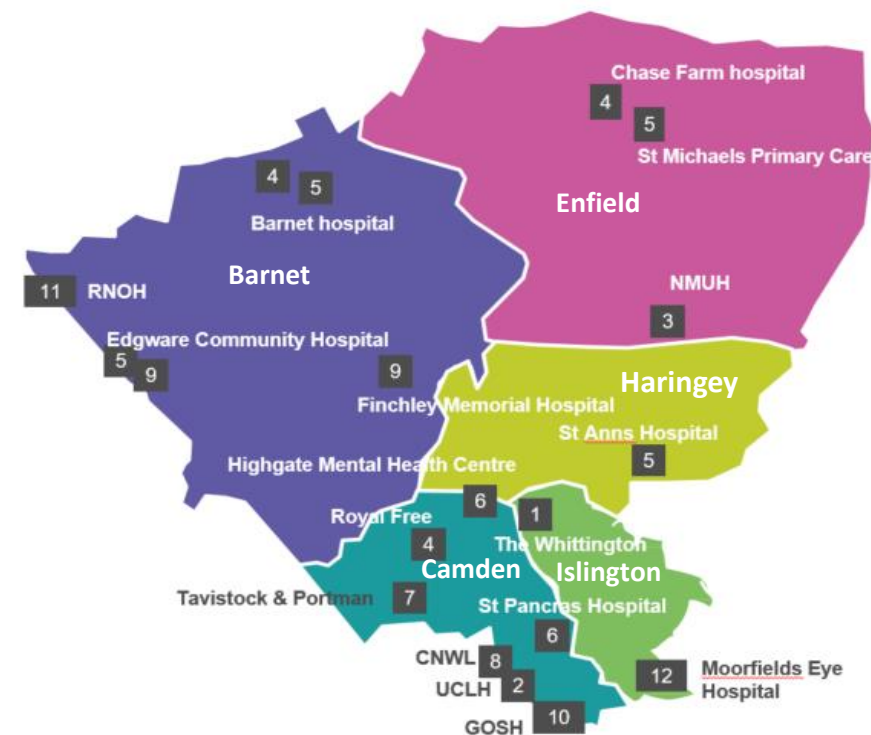 Chase Farm hospital
4
5
St Michaels Primary Care
Enfield
4
5
Barnet hospital
Barnet
NMUH
3
11
RNOH
Edgware Community Hospital
5
9
9
Finchley Memorial Hospital
Haringey
St Anns Hospital
5
Highgate Mental Health Centre
6
1
Royal Free
4
The Whittington
Camden
Islington
Tavistock & Portman
7
St Pancras Hospital
6
CNWL
8
UCLH
2
GOSH
10
12
Moorfields Eye
Hospital